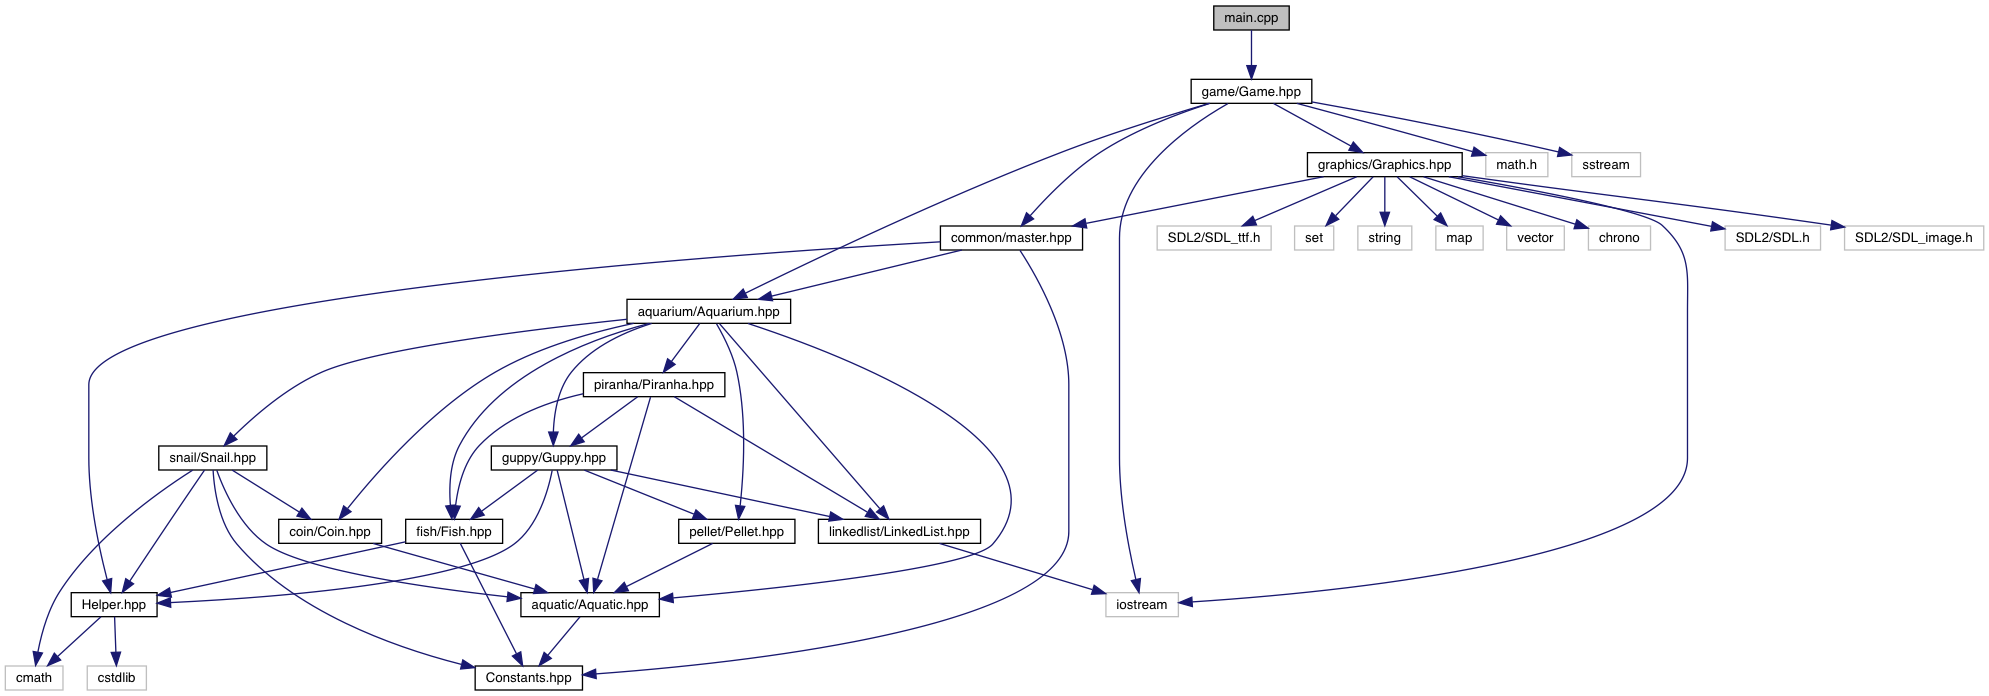 main.cpp
game/Game.hpp
graphics/Graphics.hpp
math.h
sstream
common/master.hpp
SDL2/SDL_ttf.h
set
string
map
vector
chrono
SDL2/SDL.h
SDL2/SDL_image.h
aquarium/Aquarium.hpp
piranha/Piranha.hpp
snail/Snail.hpp
guppy/Guppy.hpp
coin/Coin.hpp
fish/Fish.hpp
pellet/Pellet.hpp
linkedlist/LinkedList.hpp
Helper.hpp
aquatic/Aquatic.hpp
iostream
cmath
cstdlib
Constants.hpp